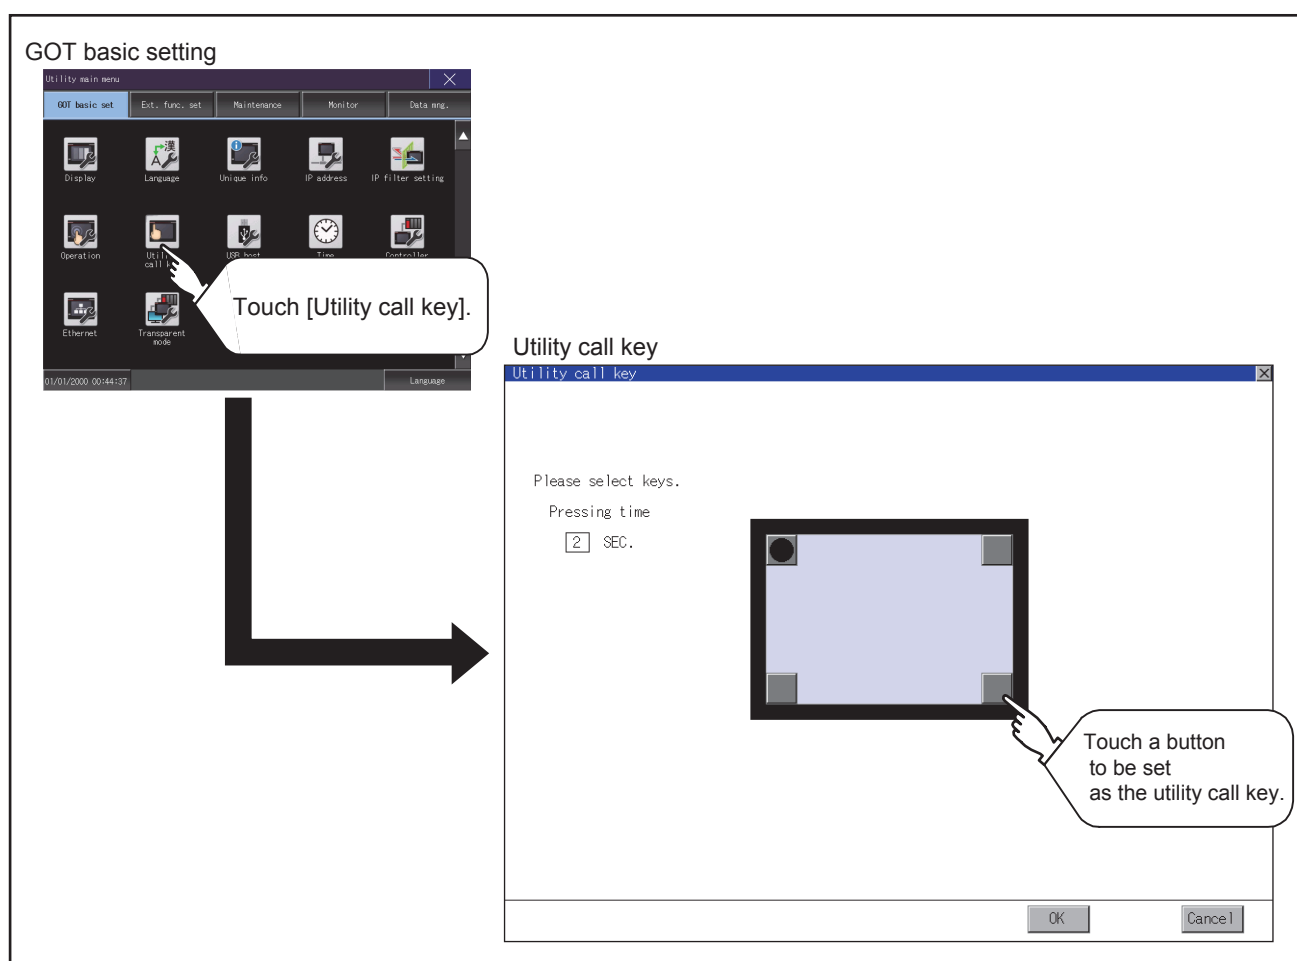 GOT basic setting
Utility main menu
GOT basic set
Ext. func. set
Maintenance
Monitor
Data mng.
A 漢
Display
Language
Unique info
IP address
IP filter setting
Operation
call
USB host
Time
Controller
Touch [Utility call key].
Ethernet
Transparent
mode
01/01/2000 00:44:37
Language
Utility call key
Utility call key
Please select keys.
Pressing time
2 SEC.
Touch a button
to be set
as the utility call key.
OK
Cancel